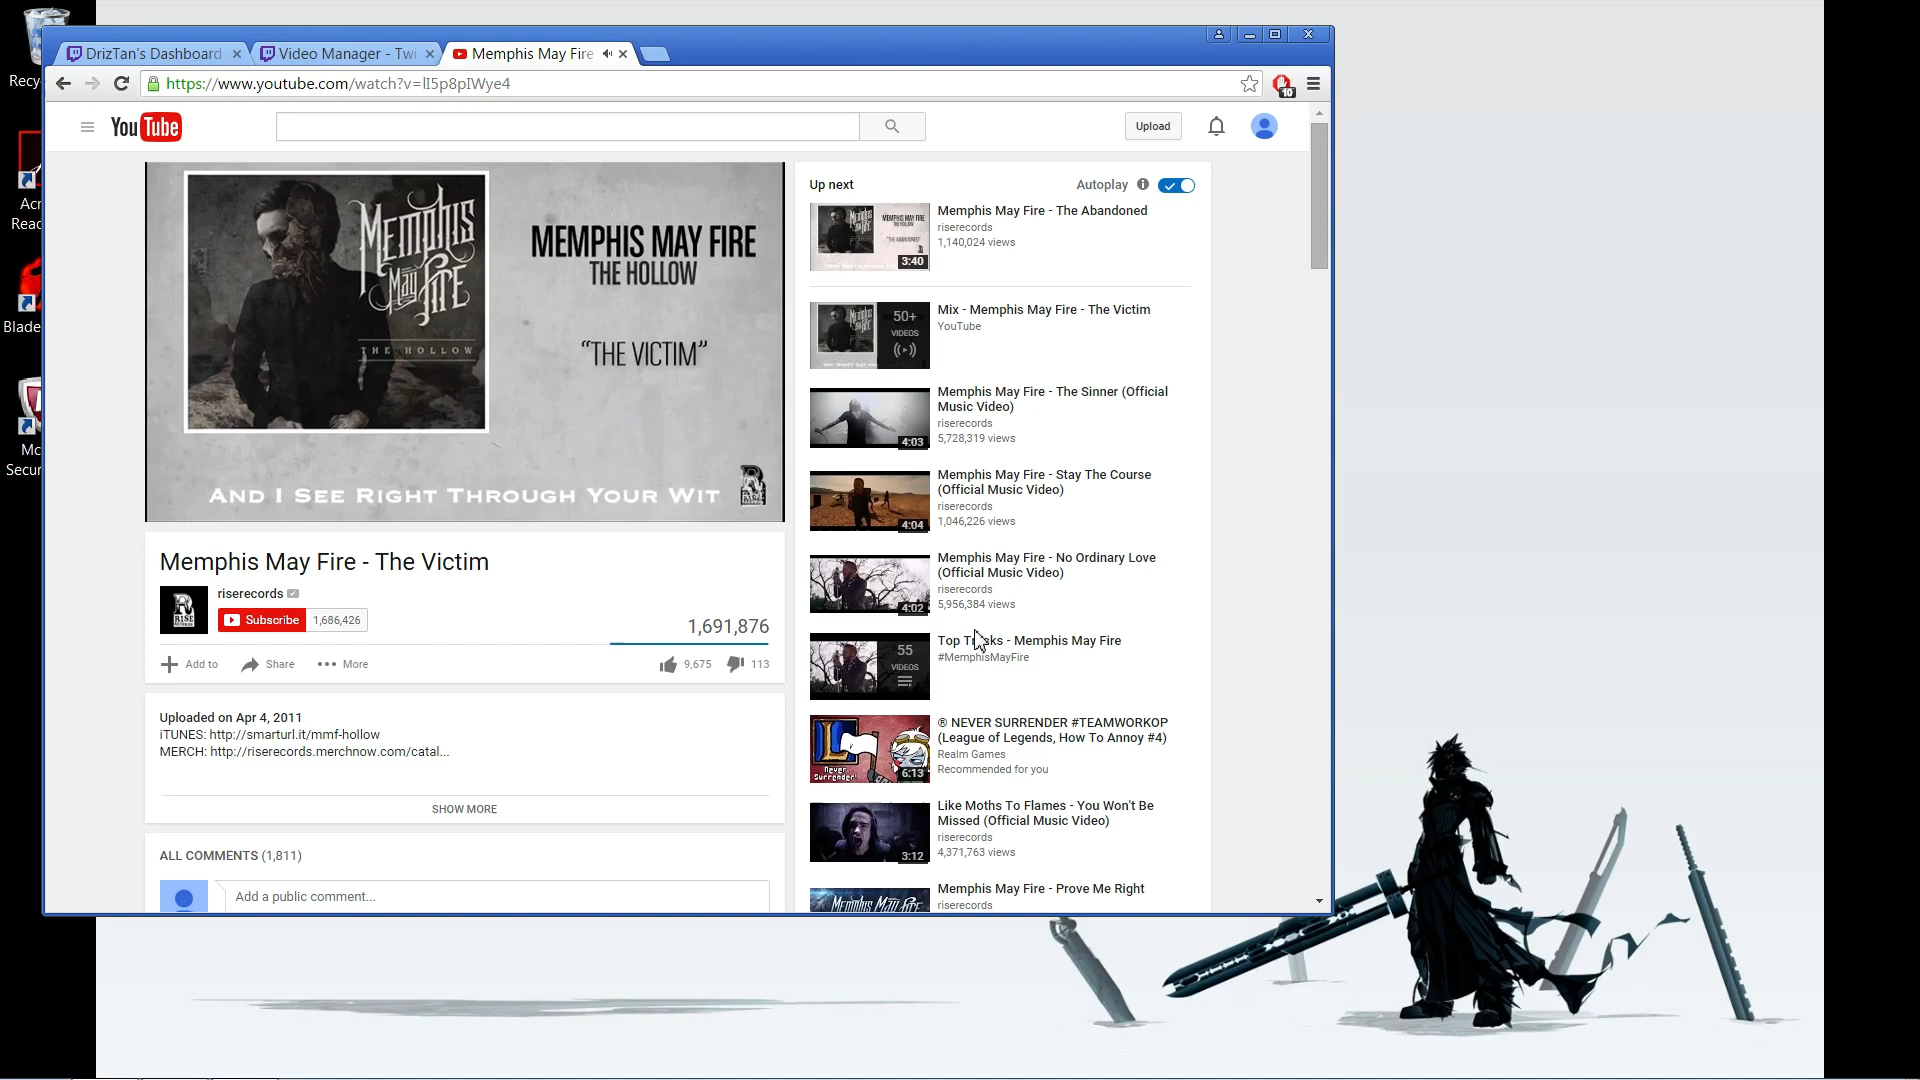 Recy
Acr
Read
Blade
Mc
Secur
DrizTan's Dashboard
Video Manager - Twi
Memphis May Fire
https://www.youtube.com/watch?v=lI5p8pIWye4
10
YouTube
Upload
MEMPHIS MAY FIRE
THE HOLLOW
MEMPHIS MAY FIRE
THE HOLLOW
"THE VICTIM"
AND I SEE RIGHT THROUGH YOUR WIT
RISE
Memphis May Fire - The Victim
riserecords
Subscribe 1,686,426
1,691,876
Add to Share More 9,675 113
Uploaded on Apr 4, 2011
iTUNES: http://smarturl.it/mmf-hollow
MERCH: http://riserecords.merchnow.com/catal...
SHOW MORE
ALL COMMENTS (1,811)
Add a public comment...
Up next Autoplay
3:40
Memphis May Fire - The Abandoned
riserecords
1,140,024 views
50+
VIDEOS
Mix - Memphis May Fire - The Victim
YouTube
4:03
Memphis May Fire - The Sinner (Official
Music Video)
riserecords
5,728,319 views
4:04
Memphis May Fire - Stay The Course
(Official Music Video)
riserecords
1,046,226 views
4:02
Memphis May Fire - No Ordinary Love
(Official Music Video)
riserecords
5,956,384 views
55
VIDEOS
Top Tracks - Memphis May Fire
#MemphisMayFire
Never
Surrender!
6:13
® NEVER SURRENDER #TEAMWORKOP
(League of Legends, How To Annoy #4)
Realm Games
Recommended for you
3:12
Like Moths To Flames - You Won't Be
Missed (Official Music Video)
riserecords
4,371,763 views
MEMPHIS MAY FIRE
Memphis May Fire - Prove Me Right
riserecords